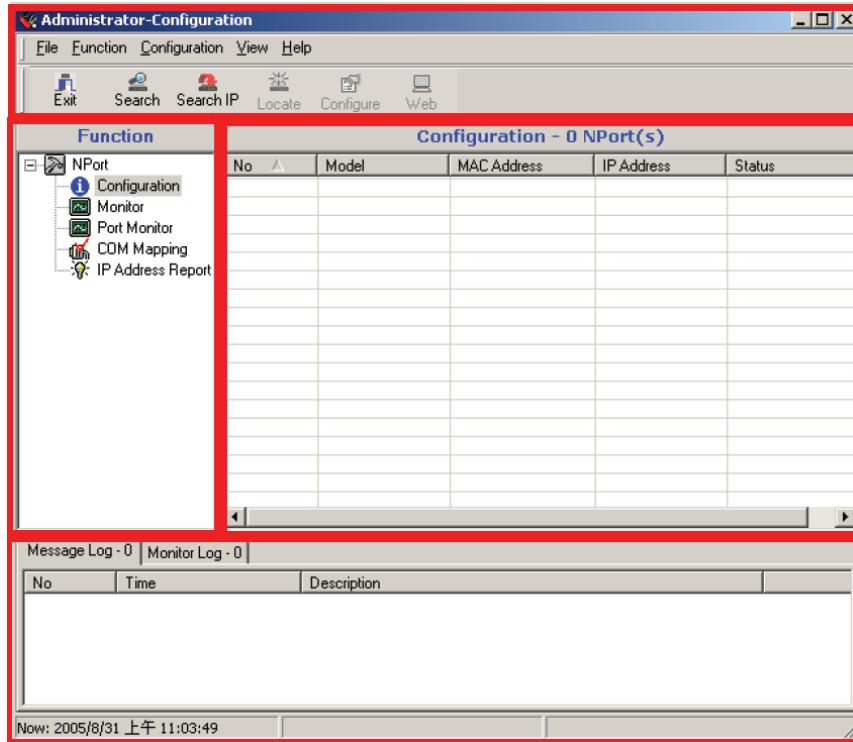 Administrator-Configuration
File Function Configuration View Help
Exit Search Search IP Locate Configure Web
Function
NPort
Configuration
Monitor
Port Monitor
COM Mapping
IP Address Report
Configuration - 0 NPort(s)
No Model MAC Address IP Address Status
Message Log - 0 Monitor Log - 0
No Time Description
Now: 2005/8/31 上午 11:03:49